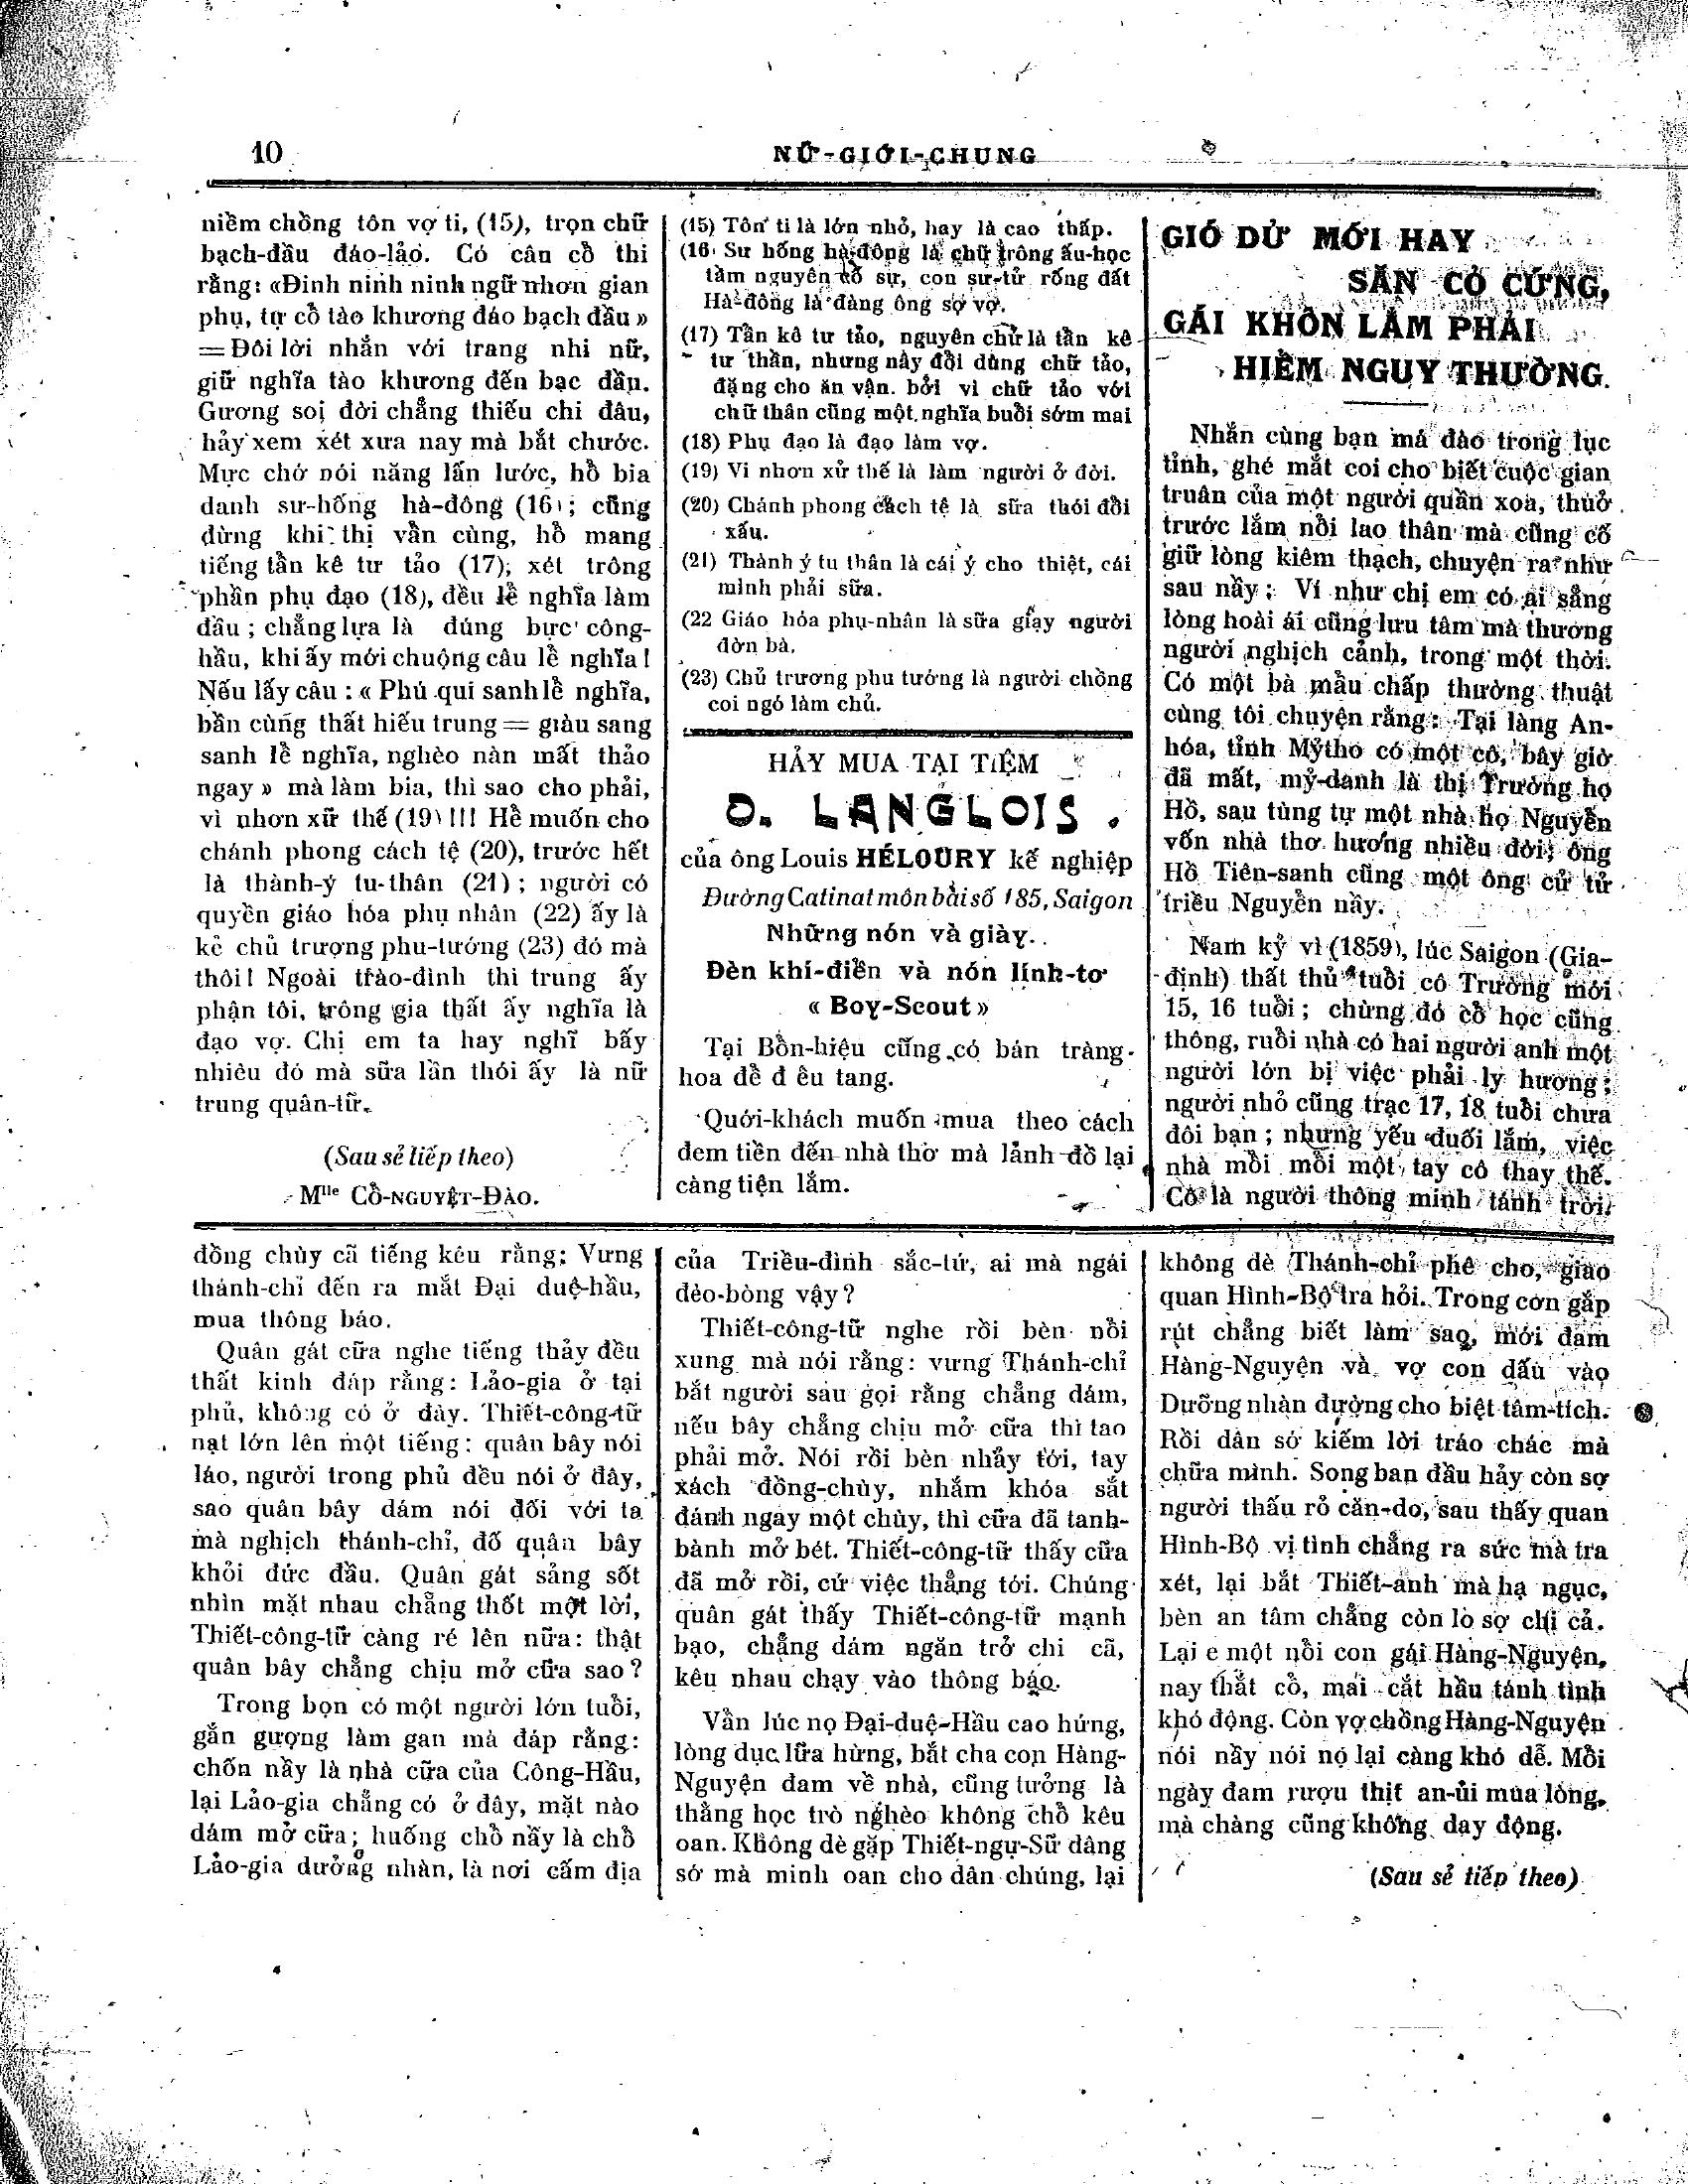 10
NỮ-GIỚI-CHUNG
niềm chồng tôn vợ ti, (15), trọn chữ
bạch-đầu đáo-lảo. Có cân cổ thi
rằng: «Đinh ninh ninh ngữ nhơn gian
phụ, tự cổ tào khương đáo bạch đầu»
=Đôi lời nhắn với trang nhi nữ,
giữ nghĩa tào khương đến bạc đầu.
Gương soi đời chẳng thiếu chi đâu,
hảy xem xét xưa nay mà bắt chước.
Mực chớ nói năng lấn lước, hồ bia
danh sư-hống hà-đông (16); cũng
đừng khi thị vẫn cùng, hồ mang
tiếng tần kê tư tảo (17); xét trông
phần phụ đạo (18), đều lể nghĩa làm
đầu; chẳng lựa là đúng bực công-
hầu, khi ấy mới chuộng câu lể nghĩa!
Nếu lấy câu: « Phú qui sanh lể nghĩa,
bần cùng thất hiếu trung = giàu sang
sanh lể nghĩa, nghèo nàn mất thảo
ngay » mà làm bia, thì sao cho phải,
vì nhơn xữ thế (19) !!! Hề muốn cho
chánh phong cách tệ (20), trước hết
là thành-ý tu-thân (21); người có
quyền giáo hóa phụ nhân (22) ấy là
kẻ chủ trượng phu-tướng (23) đó mà
thôi! Ngoài trào-đình thì trung ấy
phận tôi, trông gia thất ấy nghĩa là
đạo vợ. Chị em ta hay nghĩ bấy
nhiêu đó mà sữa lần thói ấy là nữ
trung quân-tữ.
(Sau sẻ tiếp theo)
Mlle CỔ-NGUYỆT-ĐÀO.
(15) Tôn ti là lớn nhỏ, hay là cao thấp.
(16 Sư hống hà-đông là chữ trông ấu-học
tầm nguyên cổ sự, con sư-tử rống đất
Hà-đông là đàng ông sợ vợ.
(17) Tần kê tư tảo, nguyên chữ là tần kê
tư thần, nhưng nảy đổi dùng chữ tảo,
đặng cho ăn vận. bởi vì chữ tảo với
chữ thân cũng một nghĩa buổi sớm mai
(18) Phụ đạo là đạo làm vợ.
(19) Vi nhơn xử thế là làm người ở đời.
(20) Chánh phong cách tệ là sữa thói đồi
xấu.
(21) Thành ý tu thân là cái ý cho thiệt, cái
mình phải sữa.
(22 Giáo hóa phụ-nhân là sữa giạy người
đờn bà.
(23) Chủ trương phu tướng là người chồng
coi ngó làm chủ.
HẢY MUA TẠI TIỆM
O. LANGLOIS.
của ông Louis HÉLOURY kế nghiệp
Đường Catinat môn bài số 185, Saigon
Những nón và giày.
Đèn khí-điển và nón lính-tơ
« Boy-Scout »
Tại Bổn-hiệu cũng có bán tràng-
hoa để đ ều tang.
Quới-khách muốn mua theo cách
đem tiền đến nhà thơ mà lảnh đồ lại
càng tiện lắm.
GIÓ DỬ MỚI HAY
SĂN CỎ CỨNG,
GÁI KHÔN LẮM PHẢI
HIỂM NGUY THƯỜNG.
Nhắn cùng bạn má đào trong lục
tỉnh, ghé mắt coi cho biết cuộc gian
truân của một người quần xoa, thuở
trước lắm nổi lao thân mà cũng cố
giữ lòng kiêm thạch, chuyện ra như
sau nầy; Ví như chị em có ai sẳng
lòng hoài ái cũng lưu tâm mà thương
người nghịch cảnh, trong một thời.
Có một bà mẫu chấp thường thuật
cùng tôi chuyện rằng: Tại làng An-
hóa, tỉnh Mỹtho có một cô, bây giờ
đã mất, mỷ-danh là thị Trường họ
Hồ, sau tùng tự một nhà họ Nguyễn
vốn nhà thơ hương nhiều đời; ông
Hồ Tiên-sanh cũng một ông cử tử
triều Nguyễn nầy.
Nam kỷ vì (1859), lúc Saigon (Gia-
định) thất thủ tuổi cô Trường mới
15, 16 tuổi; chừng đó cổ học cũng
thông, ruồi nhà có hai người anh một
người lớn bị việc phải ly hương;
người nhỏ cũng trạc 17, 18 tuổi chưa
đôi bạn; nhưng yếu đuối lắm, việc
nhà mỗi mỗi một tay cô thay thế.
Cô là người thông minh tánh trời
đồng chùy cã tiếng kêu rằng: Vưng
thánh-chỉ đến ra mắt Đại duệ-hầu,
mua thông báo.
Quân gát cữa nghe tiếng thảy đều
thất kinh đáp rằng: Lảo-gia ở tại
phủ, không có ở đày. Thiết-công-tữ
nạt lớn lên một tiếng: quân bây nói
láo, người trong phủ đều nói ở đây,
sao quân bây dám nói đối với ta
mà nghịch thánh-chỉ, đố quân bây
khỏi đức đầu. Quân gát sảng sốt
nhìn mặt nhau chẳng thốt một lời,
Thiết-công-tữ càng ré lên nữa: thật
quân bây chẳng chịu mở cữa sao?
Trong bọn có một người lớn tuổi,
gắn gượng làm gan mà đáp rằng:
chốn nầy là nhà cữa của Công-Hầu,
lại Lảo-gia chẳng có ở đây, mặt nào
dám mở cữa; huống chỗ nầy là chỗ
Lảo-gia dưởng nhàn, là nơi cấm địa
của Triều-đình sắc-tứ, ai mà ngái
đèo-bòng vậy?
Thiết-công-tữ nghe rồi bèn nổi
xung mà nói rằng: vưng Thánh-chỉ
bắt người sau gọi rằng chẳng dám,
nếu bây chẳng chịu mở cữa thì tao
phải mở. Nói rồi bèn nhảy tới, tay
xách đồng-chùy, nhắm khóa sắt
đánh ngay một chùy, thì cữa đã tanh-
bành mở bét. Thiết-công-tữ thấy cữa
đã mở rồi, cứ việc thẳng tới. Chúng
quân gát thấy Thiết-công-tữ mạnh
bạo, chẳng dám ngăn trở chi cã,
kêu nhau chạy vào thông báo.
Vẫn lúc nọ Đại-duệ-Hầu cao hứng,
lòng dục lữa hừng, bắt cha con Hàng-
Nguyện đam về nhà, cũng tưởng là
thằng học trò nghèo không chỗ kêu
oan. Không dè gặp Thiết-ngự-Sữ dâng
sớ mà minh oan cho dân chúng, lại
không dè Thánh-chỉ phê cho, giao
quan Hình-Bộ tra hỏi. Trong cơn gắp
rút chẳng biết làm sao, mới đam
Hàng-Nguyện và vợ con dấu vào
Dưỡng nhàn đường cho biệt tâm-tích.
Rồi dân sớ kiếm lời tráo chác mà
chữa mình. Song ban đầu hảy còn sợ
người thấu rỏ căn-do, sau thấy quan
Hình-Bộ vị tình chẳng ra sức mà tra
xét, lại bắt Thiết-anh mà hạ ngục,
bèn an tâm chẳng còn lo sợ chi cả.
Lại e một nổi con gái Hàng-Nguyện,
nay thắt cổ, mai cắt hầu tánh tình
khó động. Còn vợ chồng Hàng-Nguyện
nói nầy nói nọ lại càng khó dễ. Mỗi
ngày đam rượu thịt an-ủi mua lòng,
mà chàng cũng không day động.
(Sau sẻ tiếp theo)